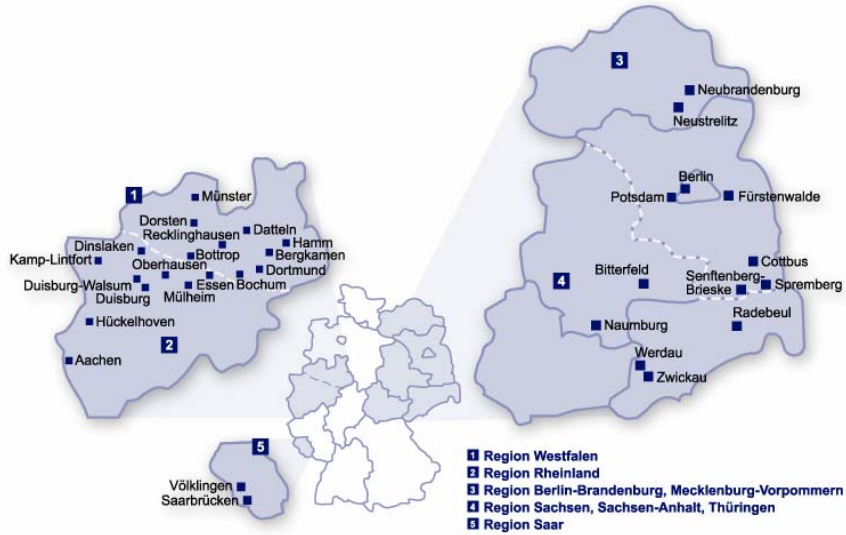 3
Neubrandenburg
Neustrelitz
1
Münster
Berlin
Potsdam
Fürstenwalde
Dorsten
Recklinghausen
Datteln
Dinslaken
Hamm
Kamp-Lintfort
Bottrop
Bergkamen
Oberhausen
Dortmund
Duisburg-Walsum
Duisburg
Mülheim
Essen
Bochum
Cottbus
4
Bitterfeld
Senftenberg-
Brieske
Spremberg
Hückelhoven
Naumburg
Radebeul
2
Aachen
Werdau
Zwickau
5
Völklingen
Saarbrücken
1 Region Westfalen
2 Region Rheinland
3 Region Berlin-Brandenburg, Mecklenburg-Vorpommern
4 Region Sachsen, Sachsen-Anhalt, Thüringen
5 Region Saar